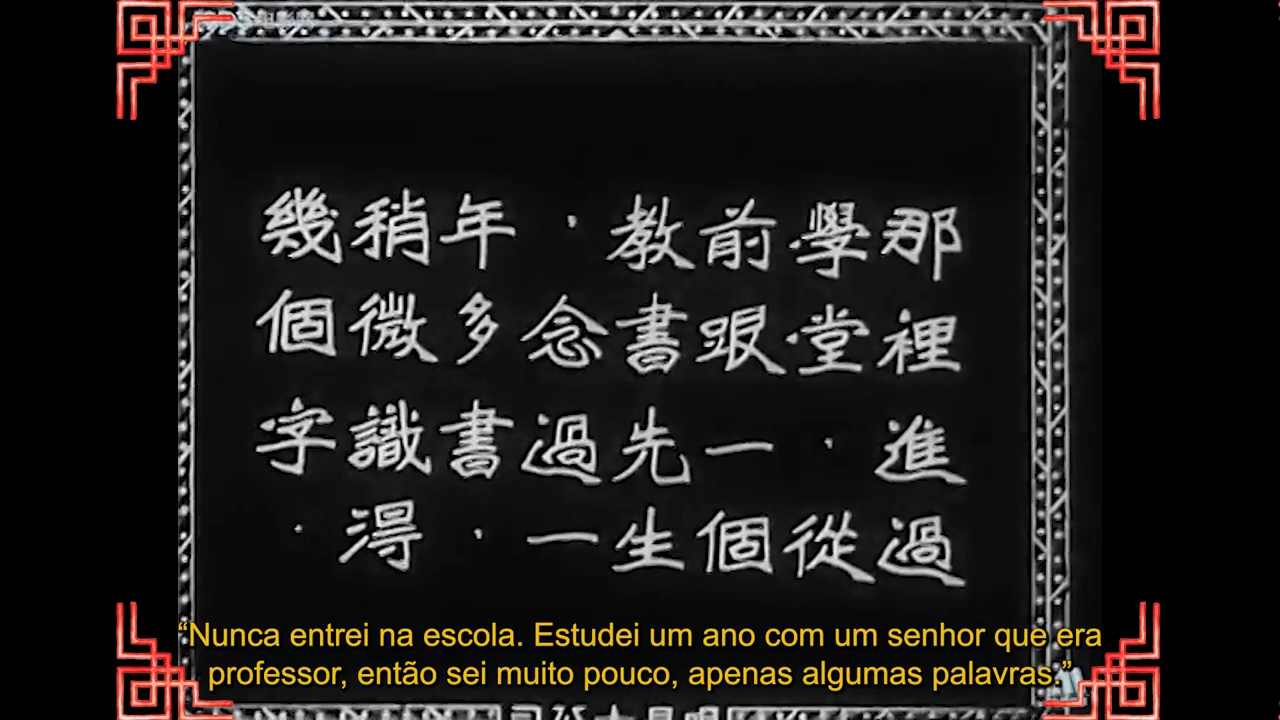 那裡進過
學堂・從
前跟一個
教書先生
・念過一
年多書・
稍微識淂
幾個字・
“Nunca entrei na escola. Estudei um ano com um senhor que era
professor, então sei muito pouco, apenas algumas palavras.”